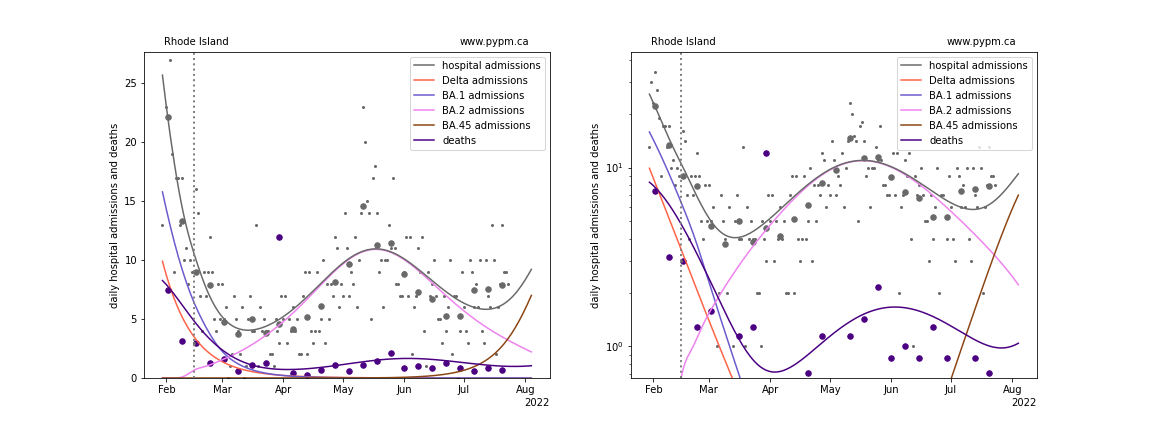 Rhode Island www.pypm.ca
daily hospital admissions and deaths
hospital admissions
Delta admissions
BA.1 admissions
BA.2 admissions
BA.45 admissions
deaths
25
20
15
10
5
0
Feb Mar Apr May Jun Jul Aug
2022
Rhode Island www.pypm.ca
daily hospital admissions and deaths
hospital admissions
Delta admissions
BA.1 admissions
BA.2 admissions
BA.45 admissions
deaths
10¹
10⁰
Feb Mar Apr May Jun Jul Aug
2022